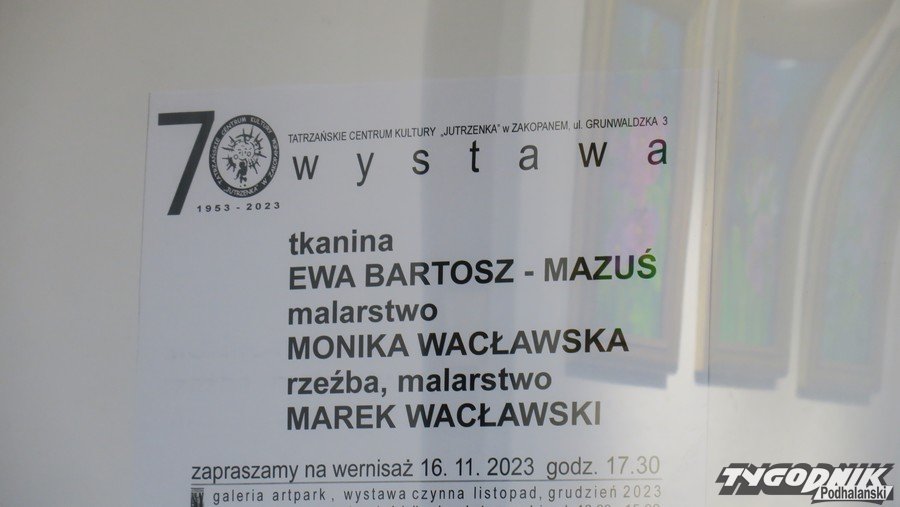 70
TATRZAŃSKIE CENTRUM KULTURY „JUTRZENKA" w ZAKOPANEM, ul. GRUNWALDZKA 3
wystawa
1953 - 2023
tkanina
EWA BARTOSZ - MAZUŚ
malarstwo
MONIKA WACŁAWSKA
rzeźba, malarstwo
MAREK WACŁAWSKI
zapraszamy na wernisaż 16. 11. 2023 godz. 17.30
galeria artpark, wystawa czynna listopad, grudzień 2023
TYGODNIK
Podhalański